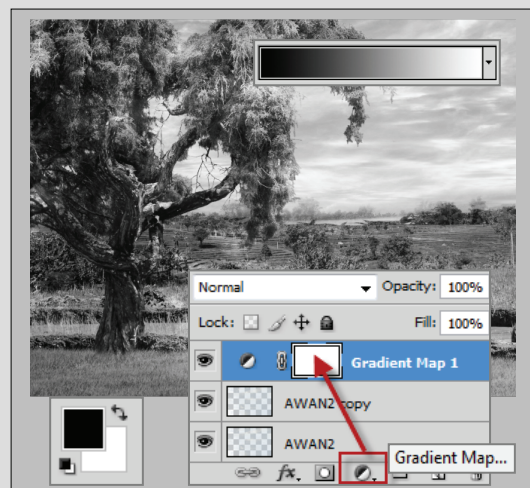 Normal Opacity: 100%
Lock: Fill: 100%
Gradient Map 1
AWAN2 copy
AWAN2
Gradient Map...
fx.